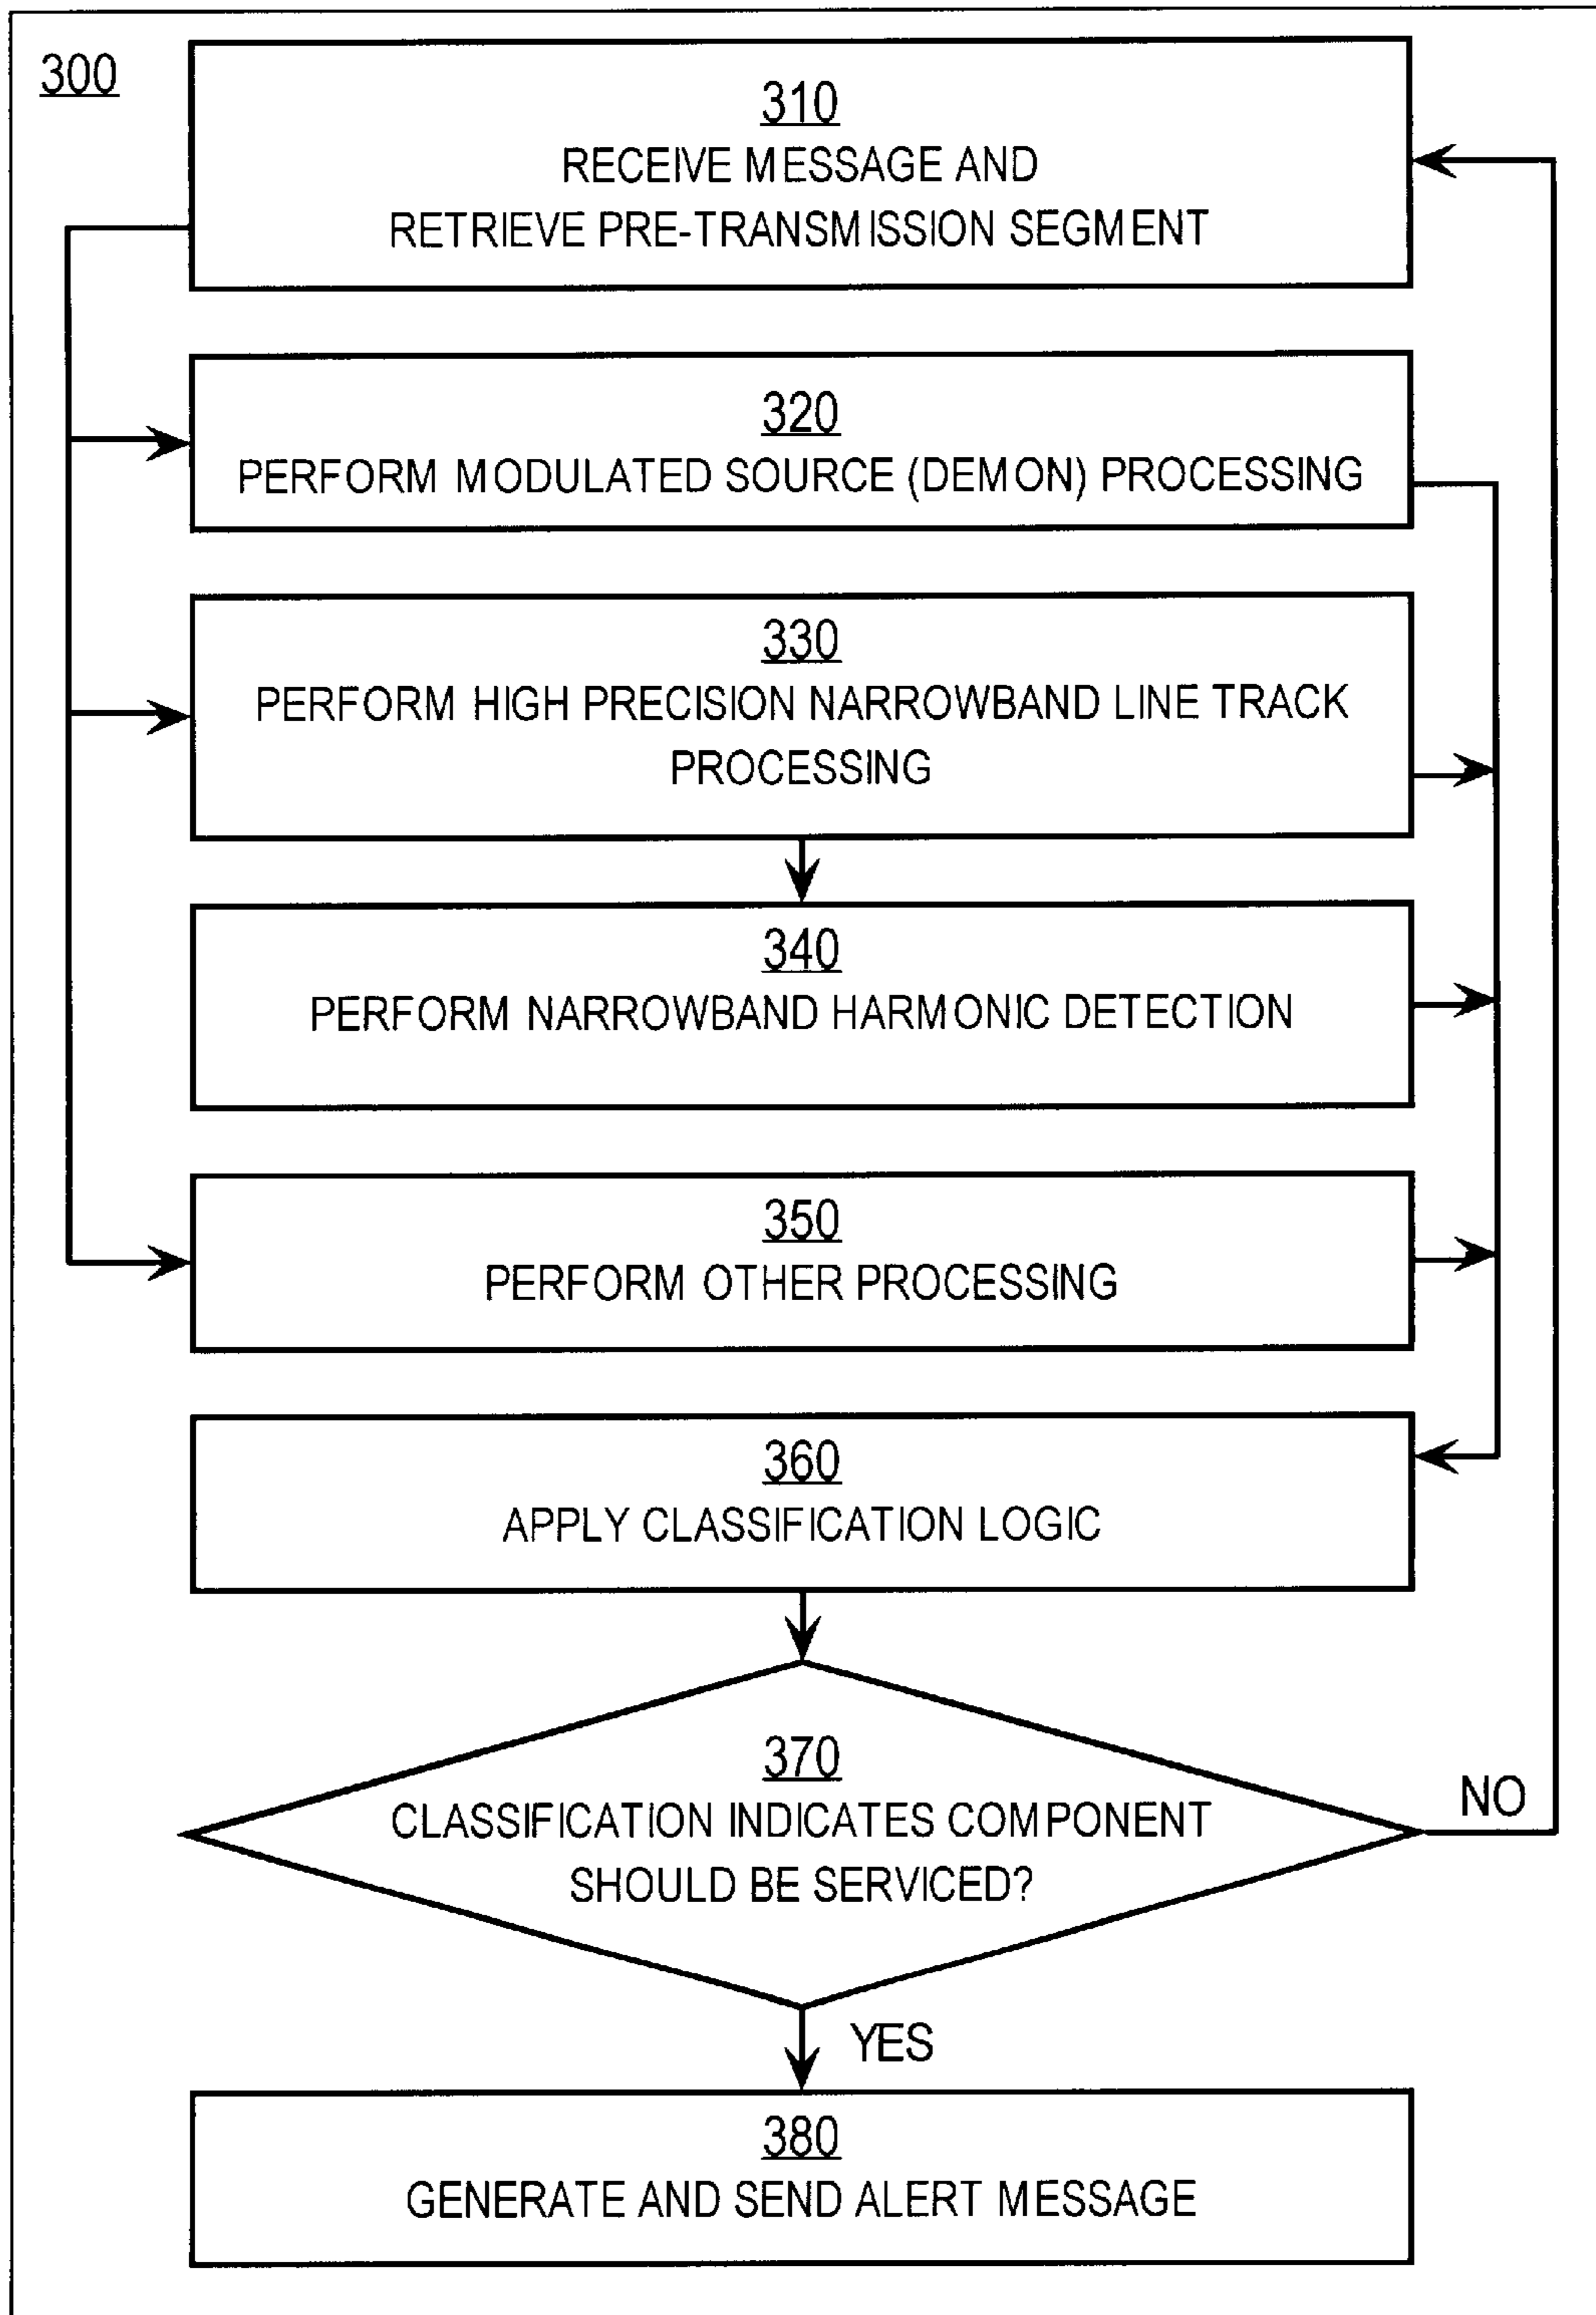 300
310
RECEIVE MESSAGE AND
RETRIEVE PRE-TRANSMISSION SEGMENT
320
PERFORM MODULATED SOURCE (DEMON) PROCESSING
330
PERFORM HIGH PRECISION NARROWBAND LINE TRACK
PROCESSING
340
PERFORM NARROWBAND HARMONIC DETECTION
350
PERFORM OTHER PROCESSING
360
APPLY CLASSIFICATION LOGIC
370
CLASSIFICATION INDICATES COMPONENT
SHOULD BE SERVICED?
NO
YES
380
GENERATE AND SEND ALERT MESSAGE